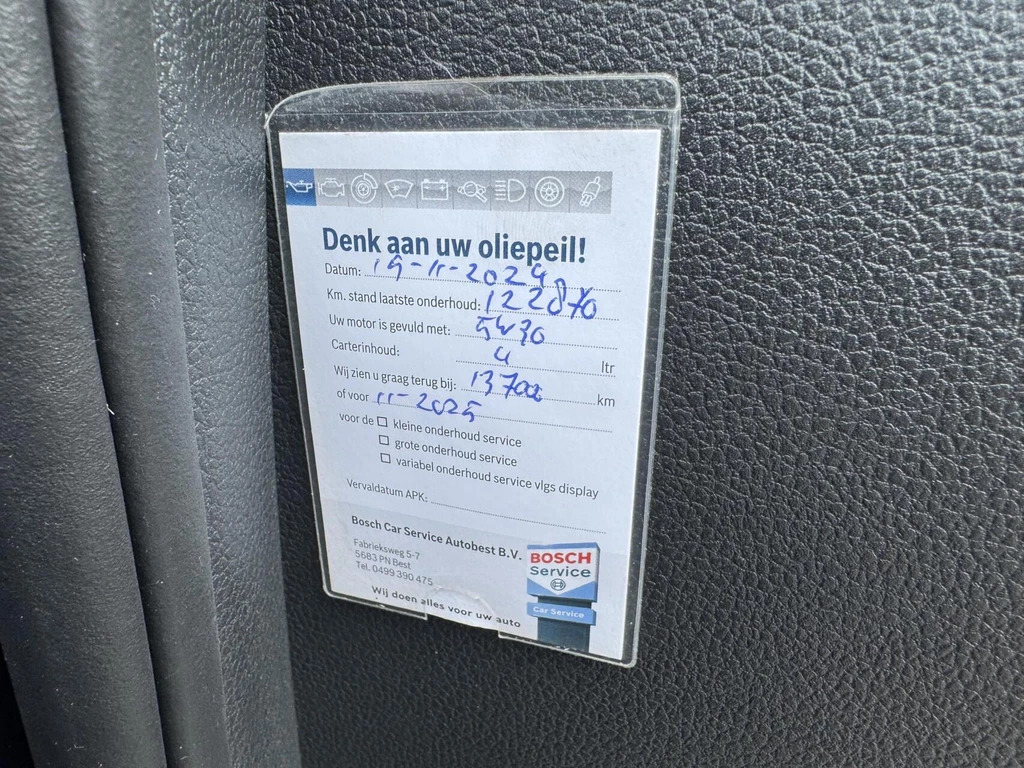 Denk aan uw oliepeil!
Datum: 19-11-2024
Km. stand laatste onderhoud: 122870
Uw motor is gevuld met: 5W30
Carterinhoud: 4 ltr
Wij zien u graag terug bij: 137000 km
of voor 11-2025
voor de kleine onderhoud service
grote onderhoud service
variabel onderhoud service vlgs display
Vervaldatum APK:
Bosch Car Service Autobest B.V.
Fabrieksweg 5-7
5683 PN Best
Tel. 0499 390 475
Wij doen alles voor uw auto
BOSCH
Service
Car Service